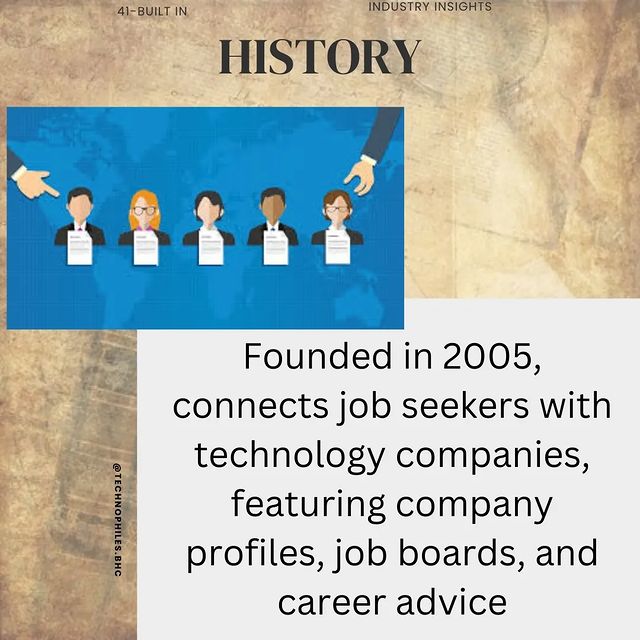 41-BUILT IN
INDUSTRY INSIGHTS
HISTORY
Founded in 2005,
connects job seekers with
technology companies,
featuring company
profiles, job boards, and
career advice
@TECHNOPHILES.BHC